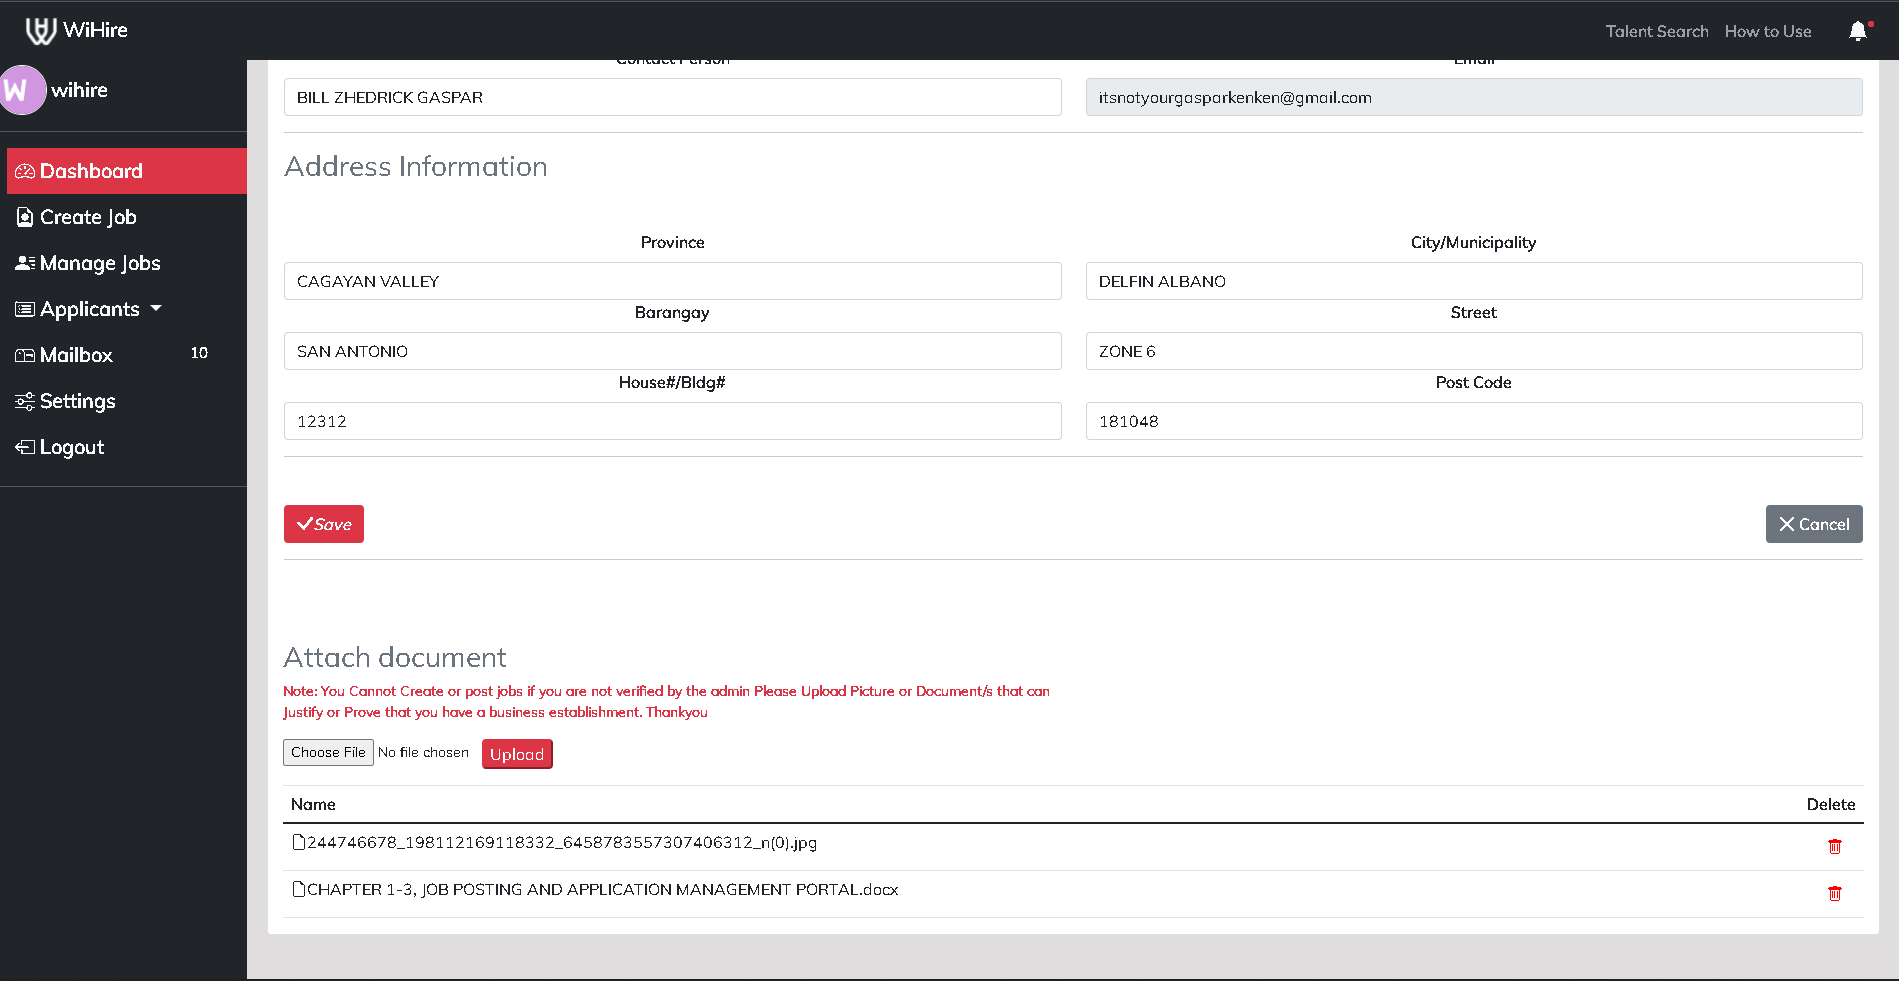 WiHire
Talent Search How to Use
W wihire
Contact Person Email
BILL ZHEDRICK GASPAR itsnotyourgasparkenken@gmail.com
Dashboard
Create Job
Manage Jobs
Applicants
Mailbox 10
Settings
Logout
Address Information
Province City/Municipality
CAGAYAN VALLEY DELFIN ALBANO
Barangay Street
SAN ANTONIO ZONE 6
House#/Bldg# Post Code
12312 181048
Save Cancel
Attach document
Note: You Cannot Create or post jobs if you are not verified by the admin Please Upload Picture or Document/s that can
Justify or Prove that you have a business establishment. Thankyou
Choose File No file chosen Upload
Name Delete
244746678_198112169118332_6458783557307406312_n(0).jpg
CHAPTER 1-3, JOB POSTING AND APPLICATION MANAGEMENT PORTAL.docx